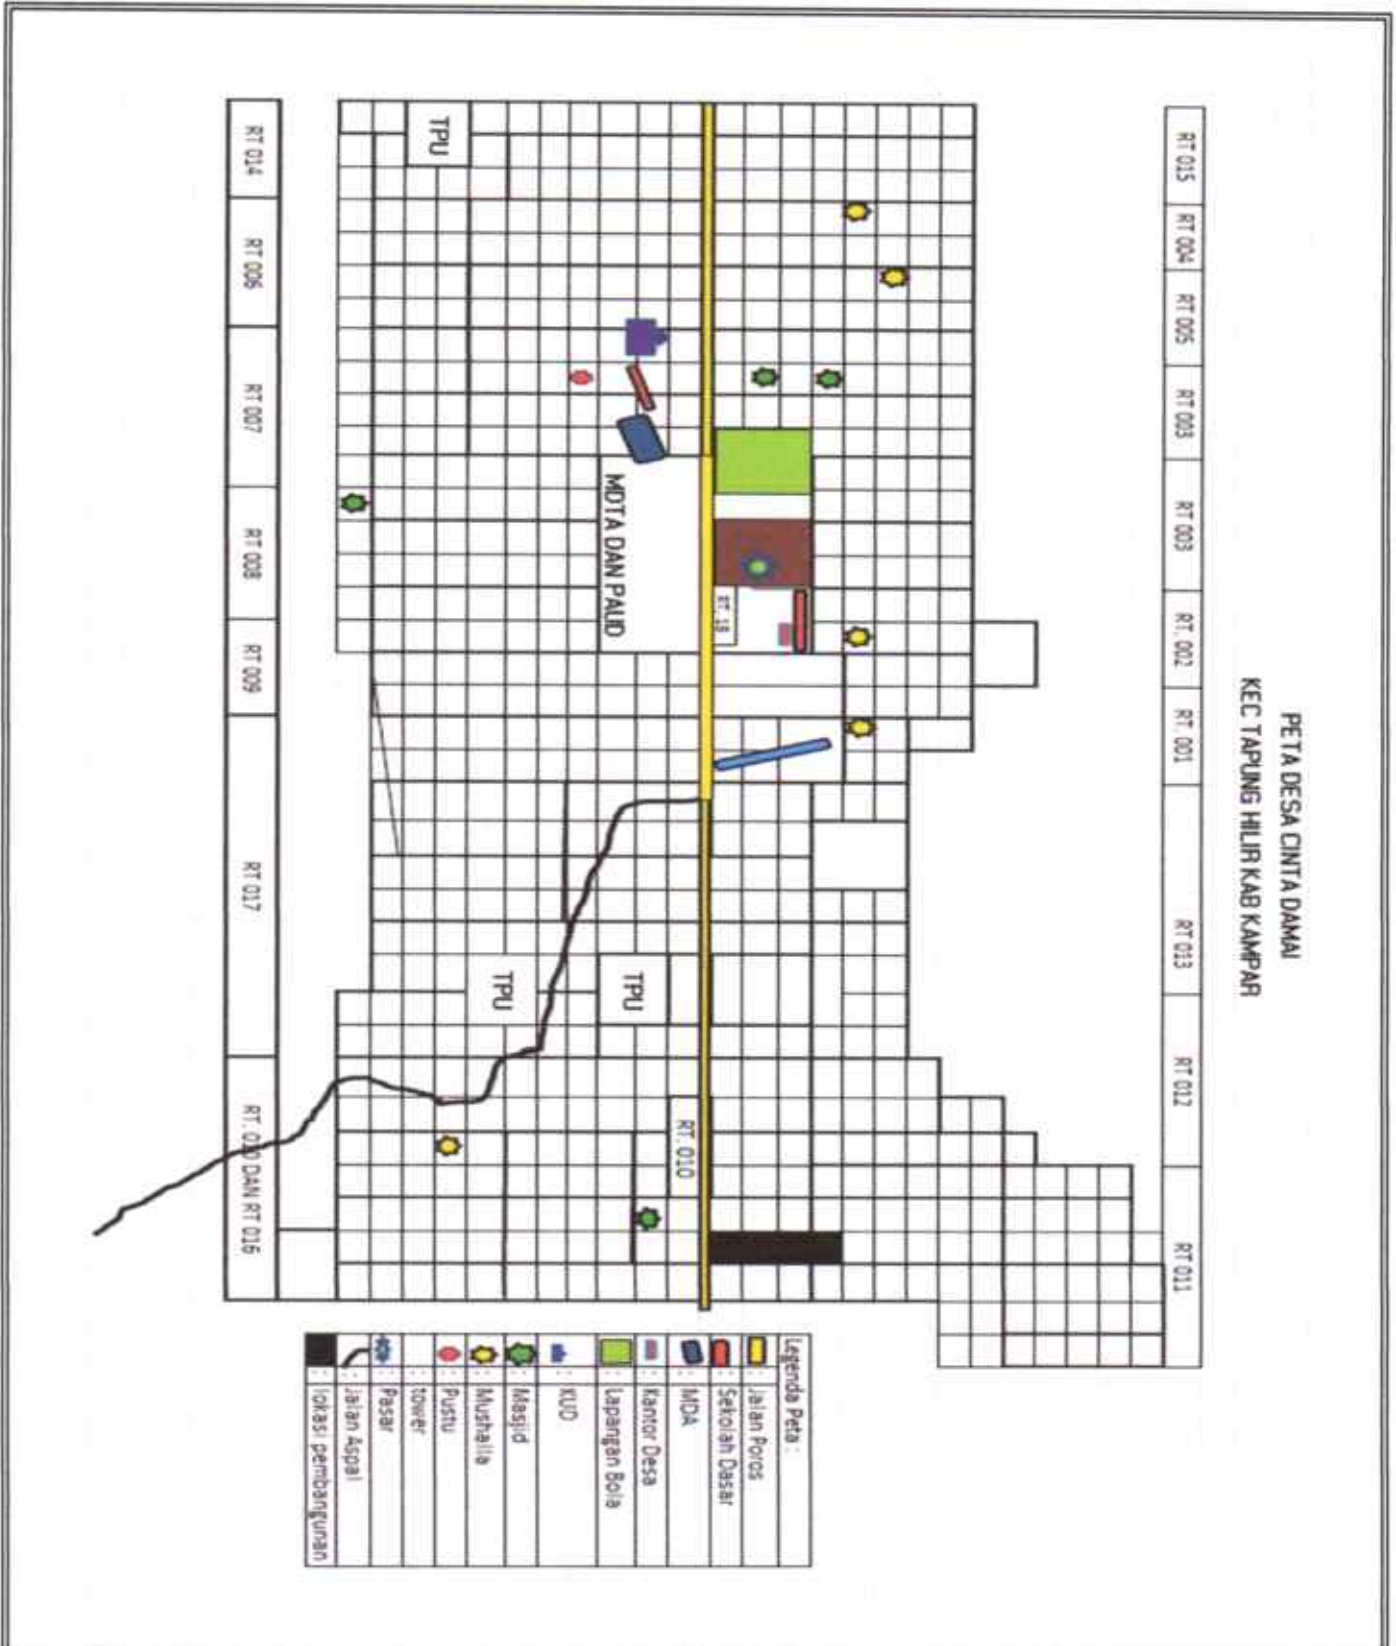 PETA DESA CINTA DAMAI
KEC TAPUNG HILIR KAB KAMPAR
RT 015
RT 004
RT 005
RT 003
RT 003
RT. 002
RT. 001
RT 013
RT 012
RT 011
RT. 18
RT. 010
MDTA DAN PAUD
TPU
TPU
TPU
RT 014
RT 006
RT 007
RT 008
RT 009
RT 017
RT. 010 DAN RT 016
Legenda Peta :
: Jalan Poros
: Sekolah Dasar
: MDA
: Kantor Desa
: Lapangan Bola
: KUD
: Masjid
: Mushalla
: Pustu
: tower
: Pasar
: Jalan Aspal
: lokasi pembangunan